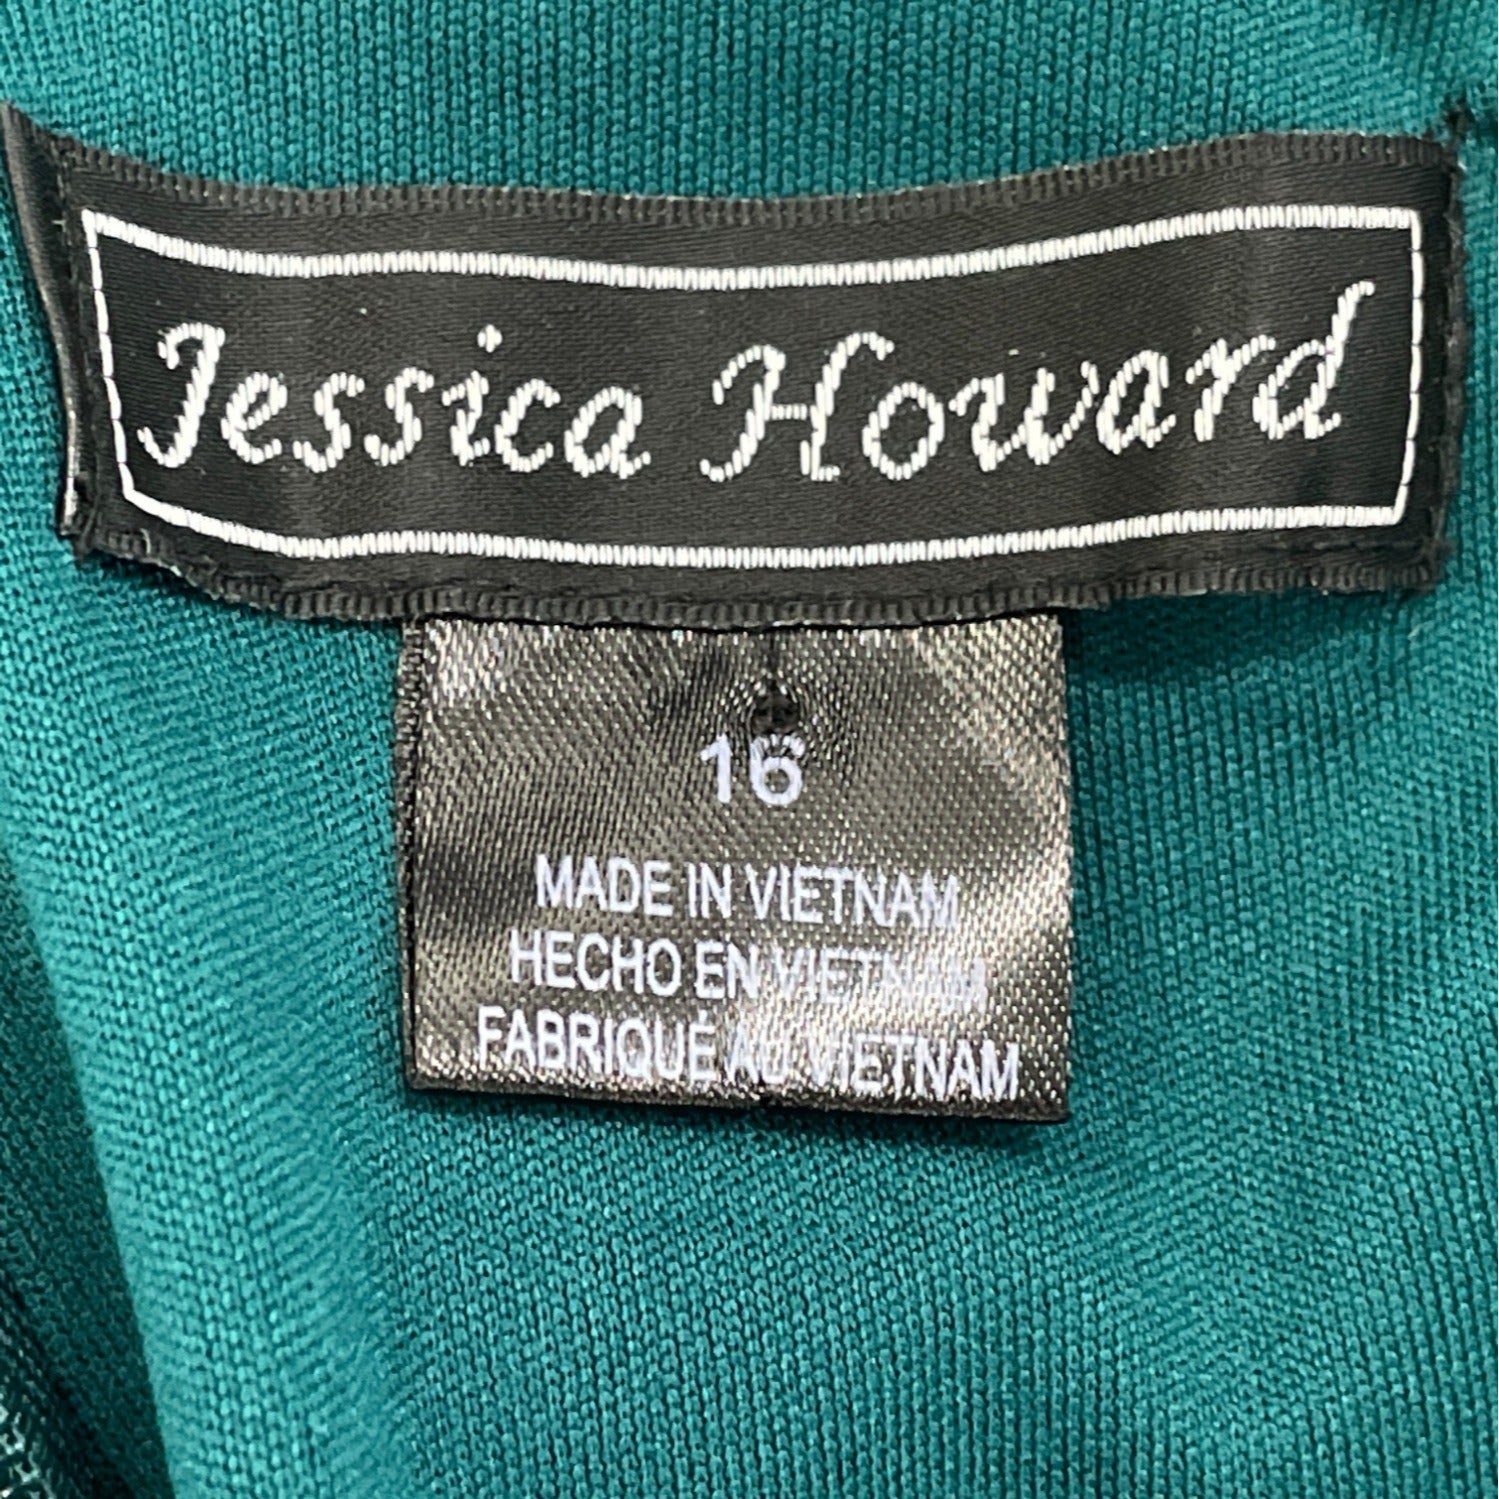 Jessica Howard
16
MADE IN VIETNAM
HECHO EN VIETNAM
FABRIQUÉ AU VIETNAM